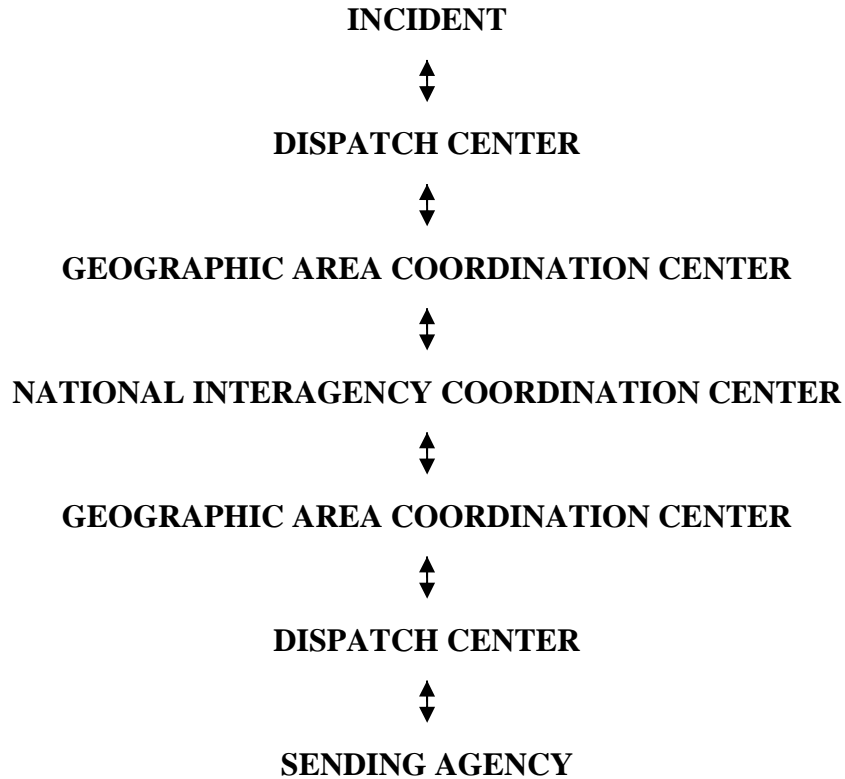 INCIDENT
DISPATCH CENTER
GEOGRAPHIC AREA COORDINATION CENTER
NATIONAL INTERAGENCY COORDINATION CENTER
GEOGRAPHIC AREA COORDINATION CENTER
DISPATCH CENTER
SENDING AGENCY